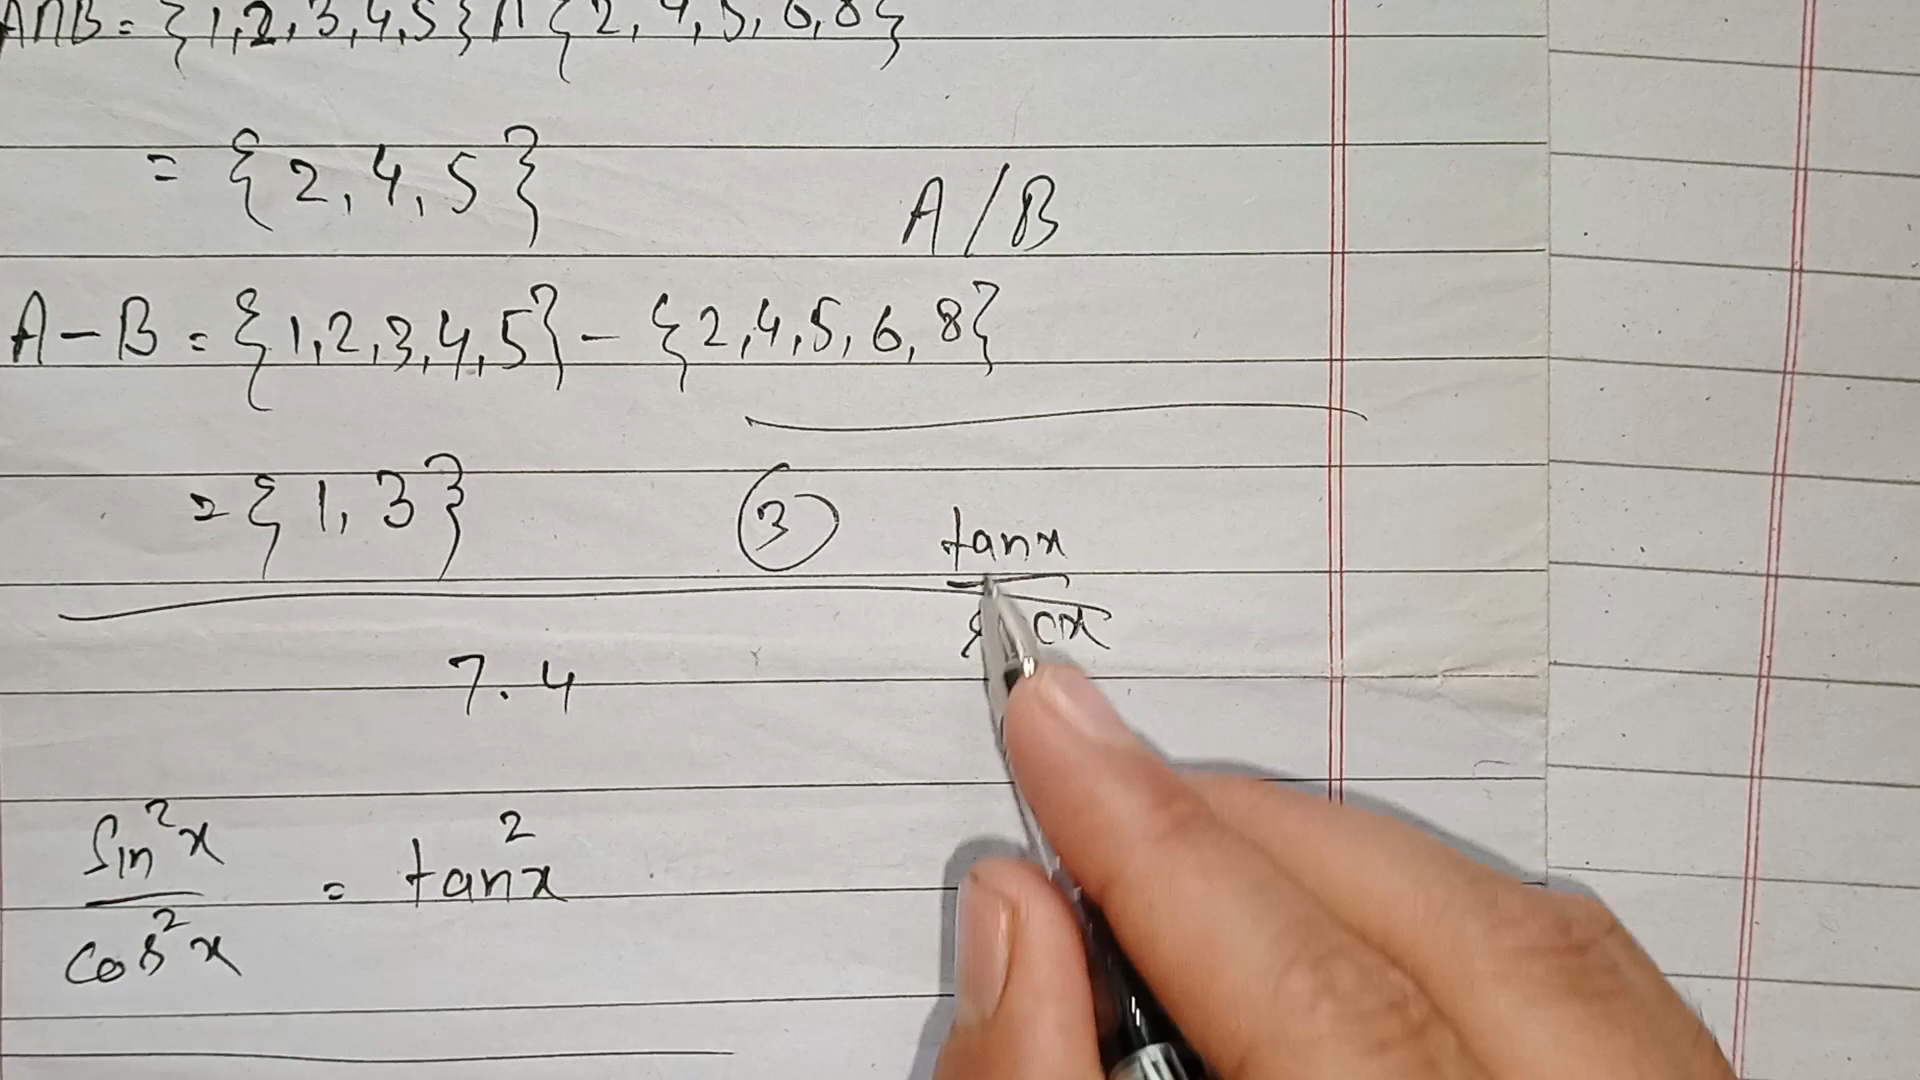 A∩B = {1,2,3,4,5} ∩ {2,4,5,6,8}
= {2,4,5}
A/B
A-B = {1,2,3,4,5} - {2,4,5,6,8}
= {1,3}
3
tanx
7.4
sin²x
cos²x
= tan²x